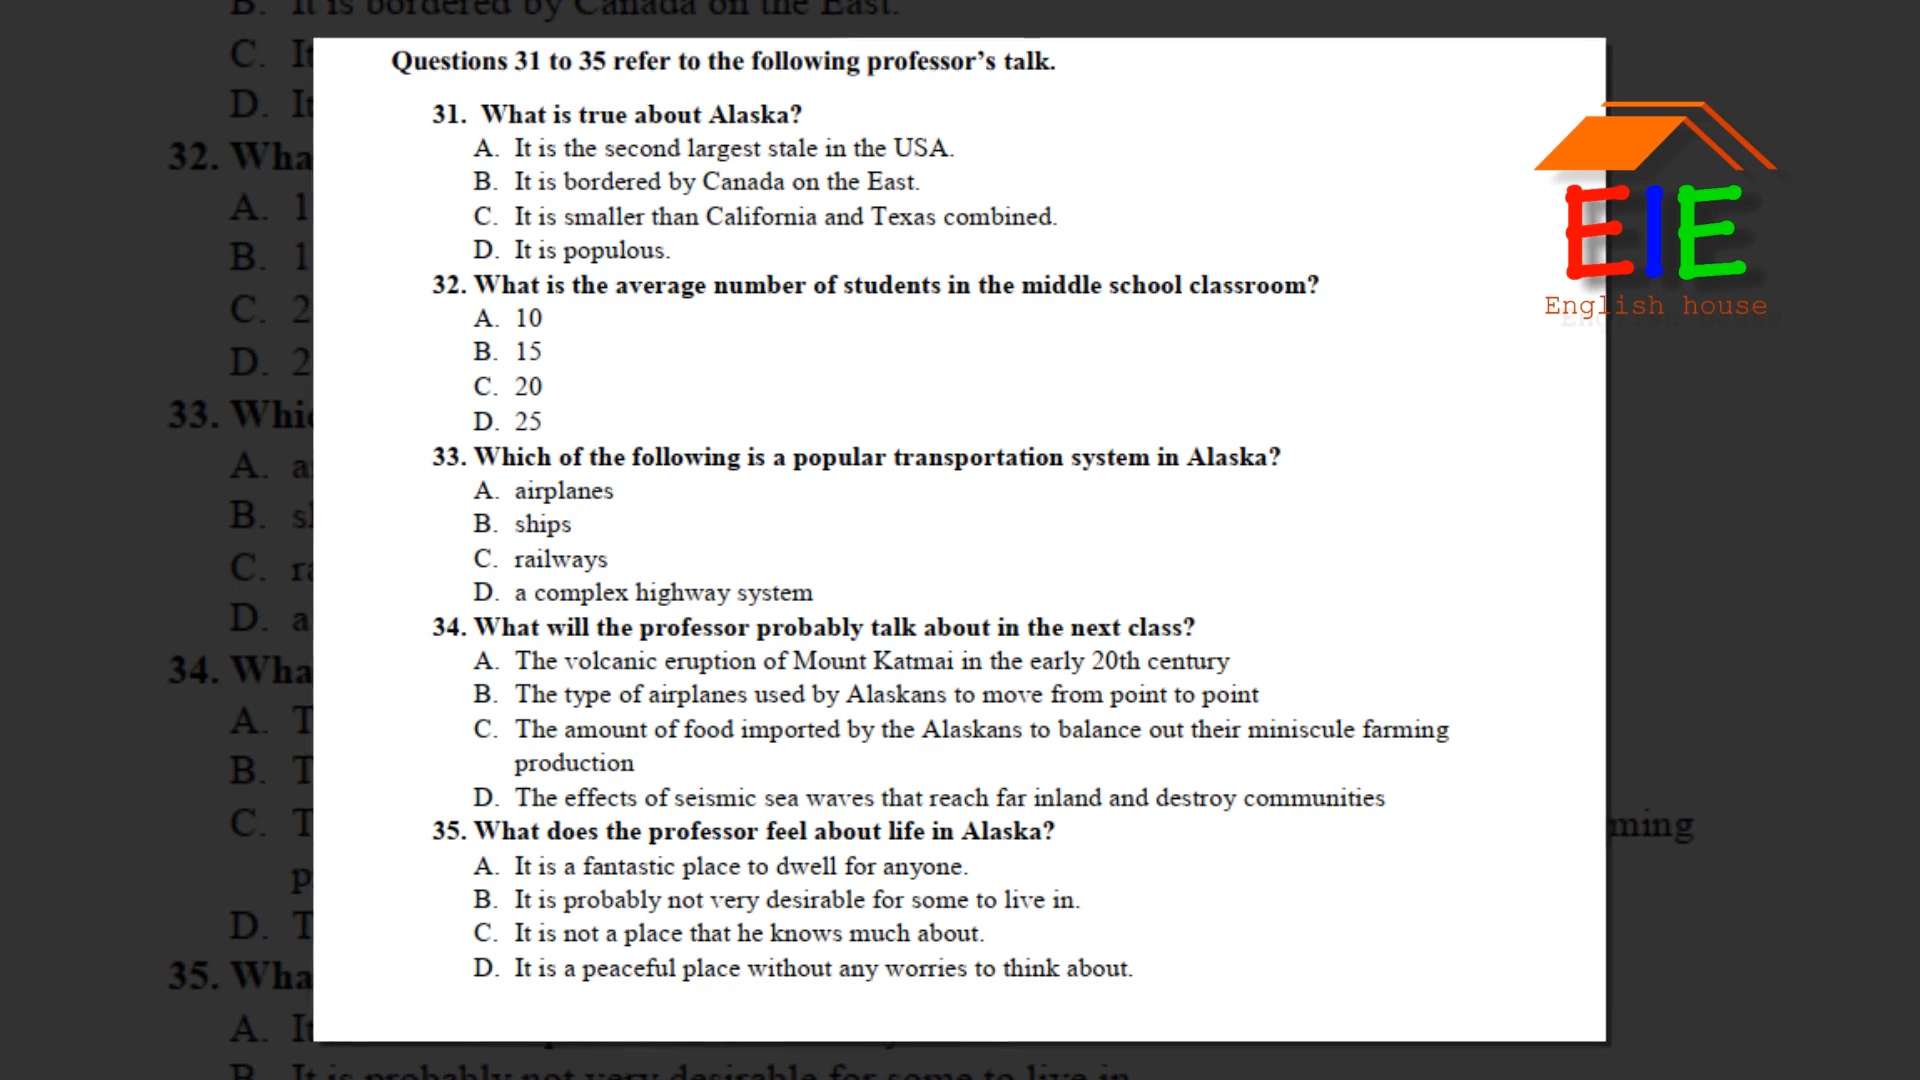 Questions 31 to 35 refer to the following professor's talk.
31. What is true about Alaska?
A. It is the second largest stale in the USA.
B. It is bordered by Canada on the East.
C. It is smaller than California and Texas combined.
D. It is populous.
32. What is the average number of students in the middle school classroom?
A. 10
B. 15
C. 20
D. 25
33. Which of the following is a popular transportation system in Alaska?
A. airplanes
B. ships
C. railways
D. a complex highway system
34. What will the professor probably talk about in the next class?
A. The volcanic eruption of Mount Katmai in the early 20th century
B. The type of airplanes used by Alaskans to move from point to point
C. The amount of food imported by the Alaskans to balance out their miniscule farming
production
D. The effects of seismic sea waves that reach far inland and destroy communities
35. What does the professor feel about life in Alaska?
A. It is a fantastic place to dwell for anyone.
B. It is probably not very desirable for some to live in.
C. It is not a place that he knows much about.
D. It is a peaceful place without any worries to think about.
EIE
English house